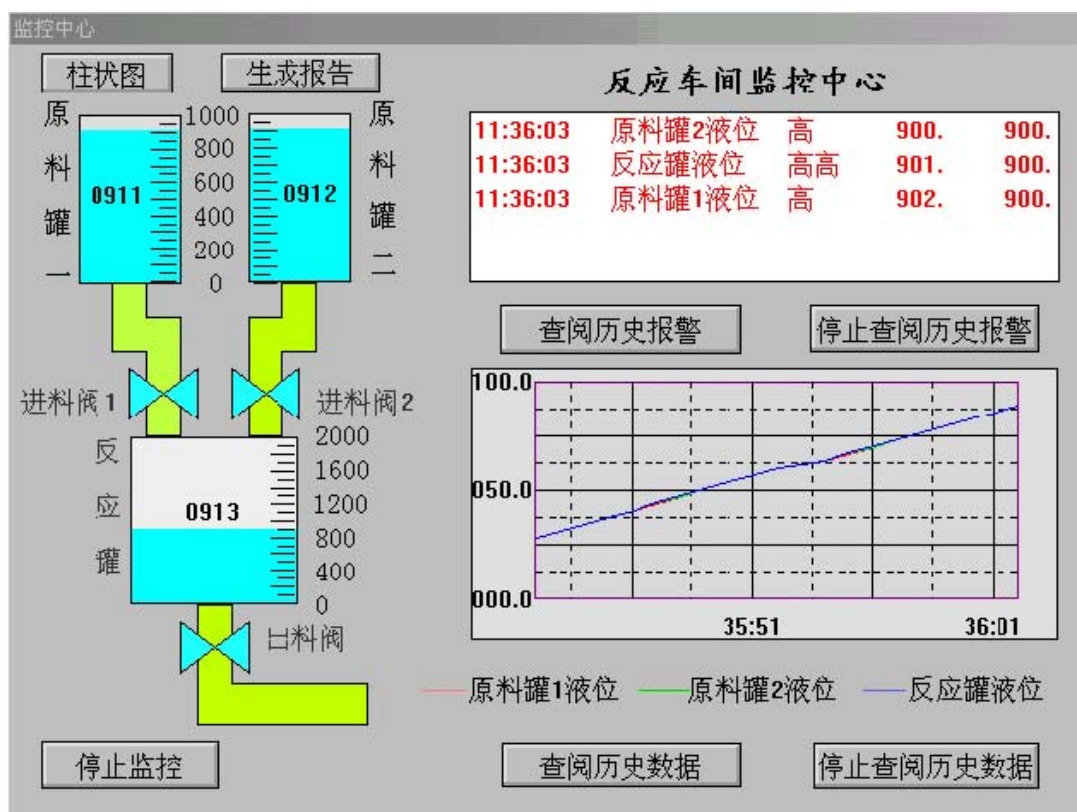 监控中心
柱状图
生成报告
反应车间监控中心
原料罐一
0911
1000
800
600
400
200
0
0912
原料罐二
11:36:03 原料罐2液位 高 900. 900.
11:36:03 反应罐液位 高高 901. 900.
11:36:03 原料罐1液位 高 902. 900.
查阅历史报警
停止查阅历史报警
进料阀1
进料阀2
反应罐
0913
2000
1600
1200
800
400
0
日料阀
100.0
050.0
000.0
35:51
36:01
原料罐1液位
原料罐2液位
反应罐液位
停止监控
查阅历史数据
停止查阅历史数据